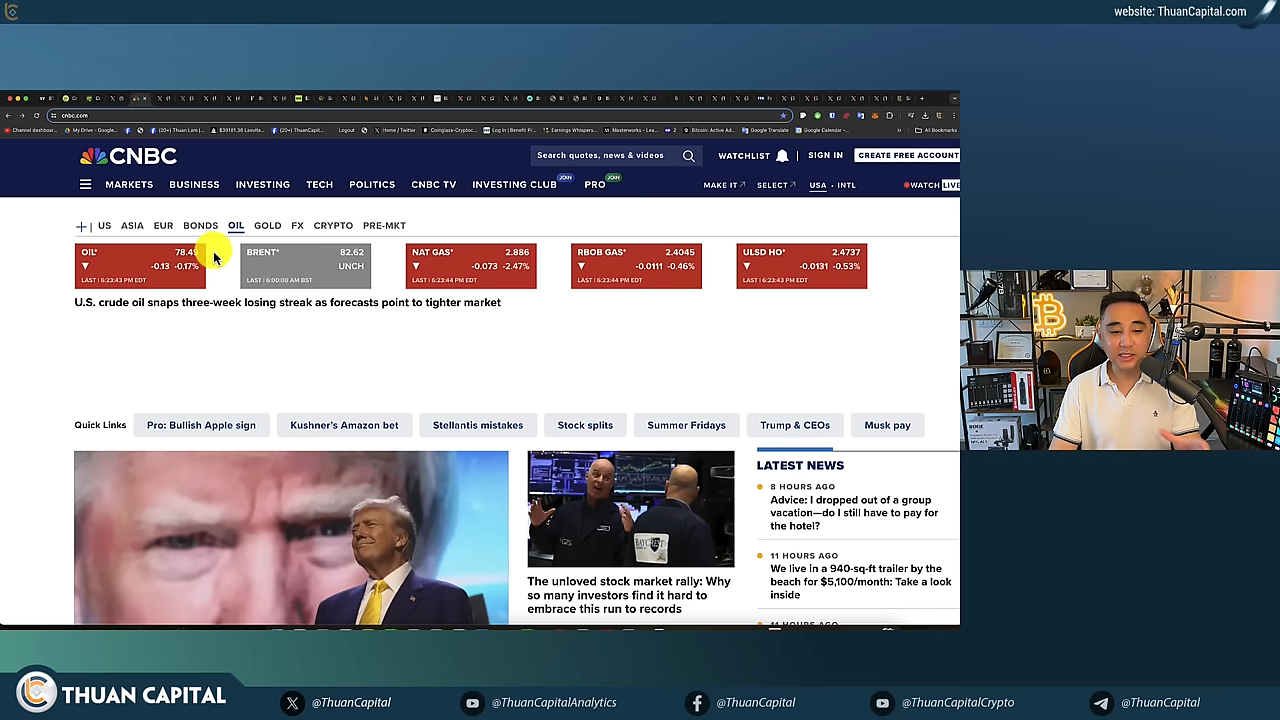 website: ThuanCapital.com
cnbc.com
CNBC
Search quotes, news & videos
WATCHLIST
SIGN IN
CREATE FREE ACCOUNT
MARKETS BUSINESS INVESTING TECH POLITICS CNBC TV INVESTING CLUB JOIN PRO JOIN
MAKE IT SELECT USA · INTL WATCH LIVE
US ASIA EUR BONDS OIL GOLD FX CRYPTO PRE-MKT
OIL* 78.49
-0.13 -0.17%
LAST | 6:23:43 PM EDT
BRENT* 82.62
UNCH
LAST | 6:00:00 AM BST
NAT GAS* 2.886
-0.073 -2.47%
LAST | 6:23:44 PM EDT
RBOB GAS* 2.4045
-0.0111 -0.46%
LAST | 6:23:44 PM EDT
ULSD HO* 2.4737
-0.0131 -0.53%
LAST | 6:23:43 PM EDT
U.S. crude oil snaps three-week losing streak as forecasts point to tighter market
Quick Links
Pro: Bullish Apple sign
Kushner's Amazon bet
Stellantis mistakes
Stock splits
Summer Fridays
Trump & CEOs
Musk pay
The unloved stock market rally: Why
so many investors find it hard to
embrace this run to records
LATEST NEWS
8 HOURS AGO
Advice: I dropped out of a group
vacation—do I still have to pay for
the hotel?
11 HOURS AGO
We live in a 940-sq-ft trailer by the
beach for $5,100/month: Take a look
inside
11 HOURS AGO
THUAN CAPITAL
@ThuanCapital
@ThuanCapitalAnalytics
@ThuanCapital
@ThuanCapitalCrypto
@ThuanCapital